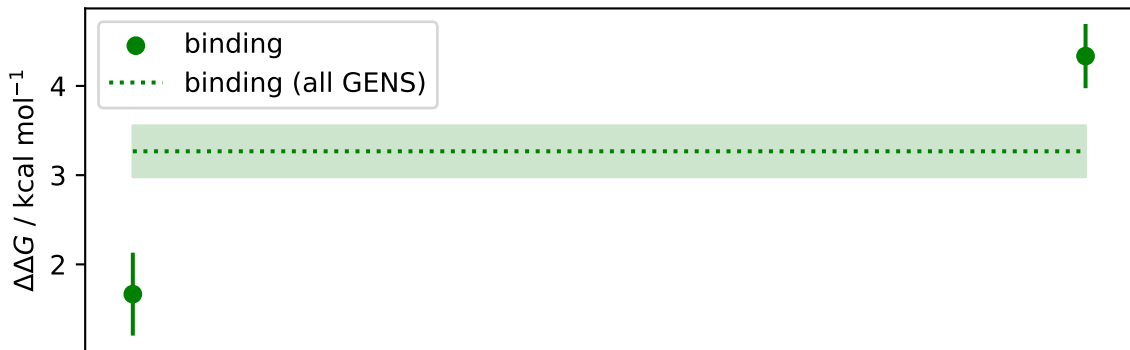 binding
binding (all GENS)
4
3
2
ΔΔG / kcal mol⁻¹